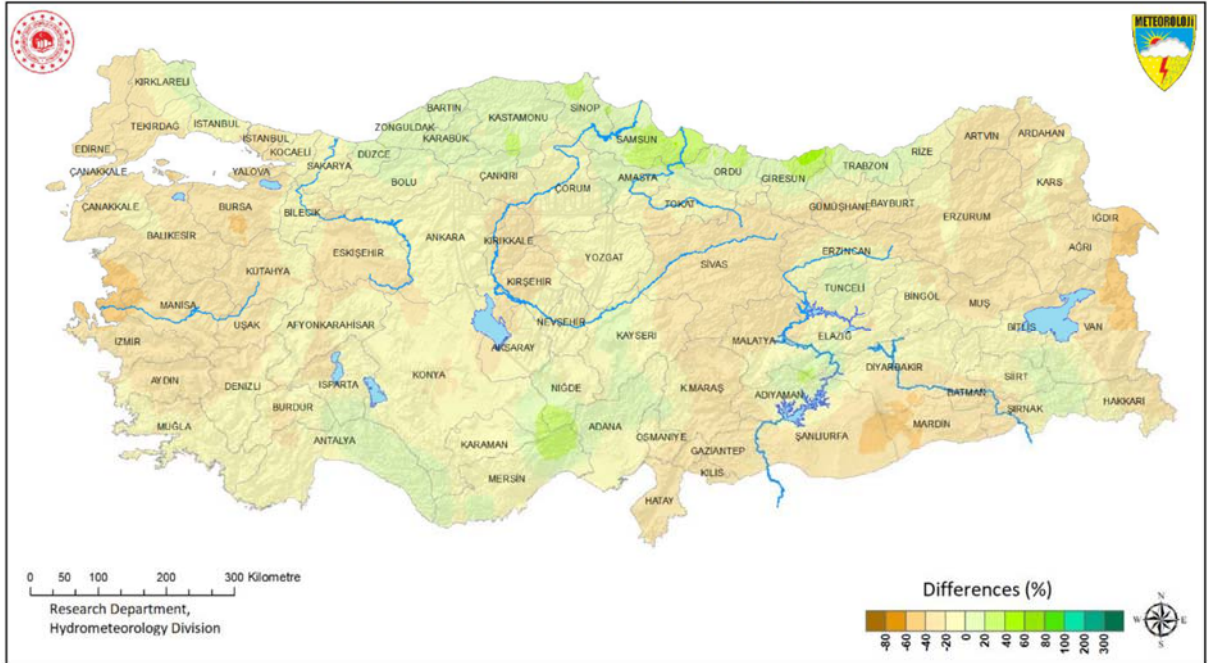 METEOROLOJİ
KIRKLARELİ
TEKİRDAĞ
İSTANBUL
İSTANBUL
EDİRNE
KOCAELİ
ÇANAKKALE
YALOVA
SAKARYA
DÜZCE
ZONGULDAK
BARTIN
KARABÜK
KASTAMONU
SİNOP
SAMSUN
BOLU
ÇANKIRI
ÇORUM
AMASYA
ORDU
GİRESUN
TRABZON
RİZE
ARTVİN
ARDAHAN
KARS
ÇANAKKALE
BURSA
BİLECİK
TOKAT
GÜMÜŞHANE
BAYBURT
ERZURUM
IĞDIR
BALIKESİR
ESKİŞEHİR
ANKARA
KIRIKKALE
YOZGAT
SİVAS
ERZİNCAN
AĞRI
KÜTAHYA
KIRŞEHİR
TUNCELİ
BİNGÖL
MUŞ
MANİSA
UŞAK
AFYONKARAHİSAR
NEVŞEHİR
KAYSERİ
MALATYA
ELAZIĞ
BİTLİS
VAN
İZMİR
AKSARAY
DİYARBAKIR
AYDIN
DENİZLİ
ISPARTA
KONYA
NİĞDE
K.MARAŞ
ADIYAMAN
BATMAN
SİİRT
ŞIRNAK
HAKKARİ
BURDUR
MUĞLA
ANTALYA
KARAMAN
ADANA
OSMANİYE
GAZİANTEP
ŞANLIURFA
MARDİN
MERSİN
KİLİS
HATAY
0 50 100 200 300 Kilometre
Research Department,
Hydrometeorology Division
Differences (%)
-80 -60 -40 -20 0 20 40 60 80 100 200 300
N
W E
S